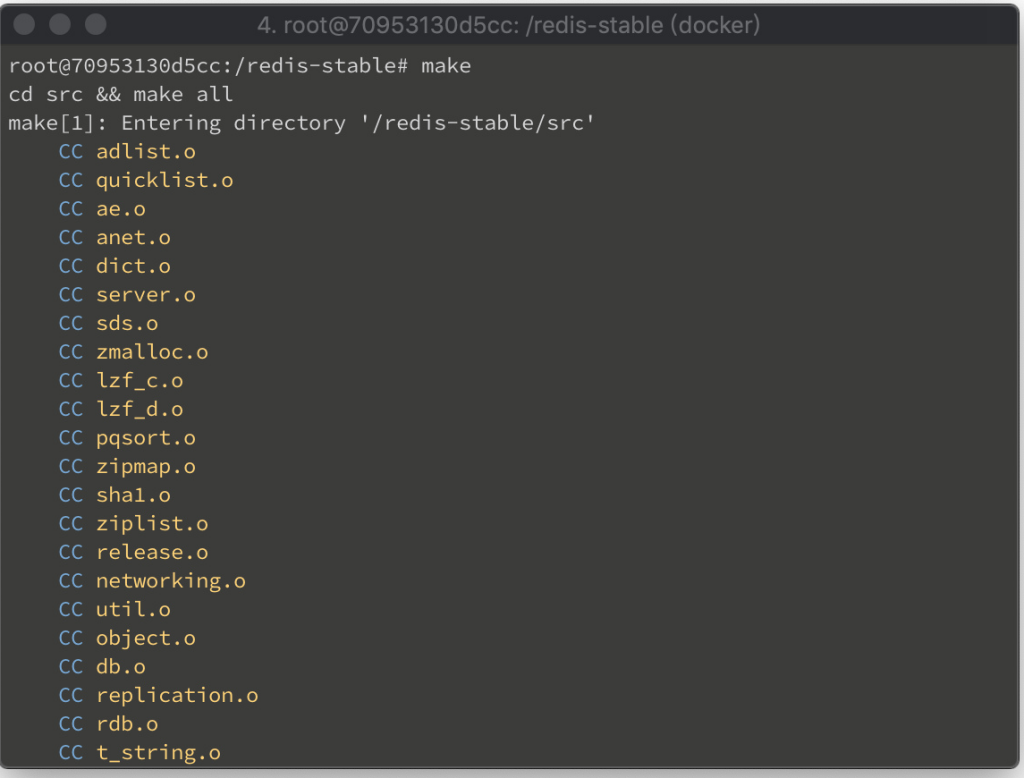 4. root@70953130d5cc: /redis-stable (docker)
root@70953130d5cc:/redis-stable# make
cd src && make all
make[1]: Entering directory '/redis-stable/src'
CC adlist.o
CC quicklist.o
CC ae.o
CC anet.o
CC dict.o
CC server.o
CC sds.o
CC zmalloc.o
CC lzf_c.o
CC lzf_d.o
CC pqsort.o
CC zipmap.o
CC sha1.o
CC ziplist.o
CC release.o
CC networking.o
CC util.o
CC object.o
CC db.o
CC replication.o
CC rdb.o
CC t_string.o